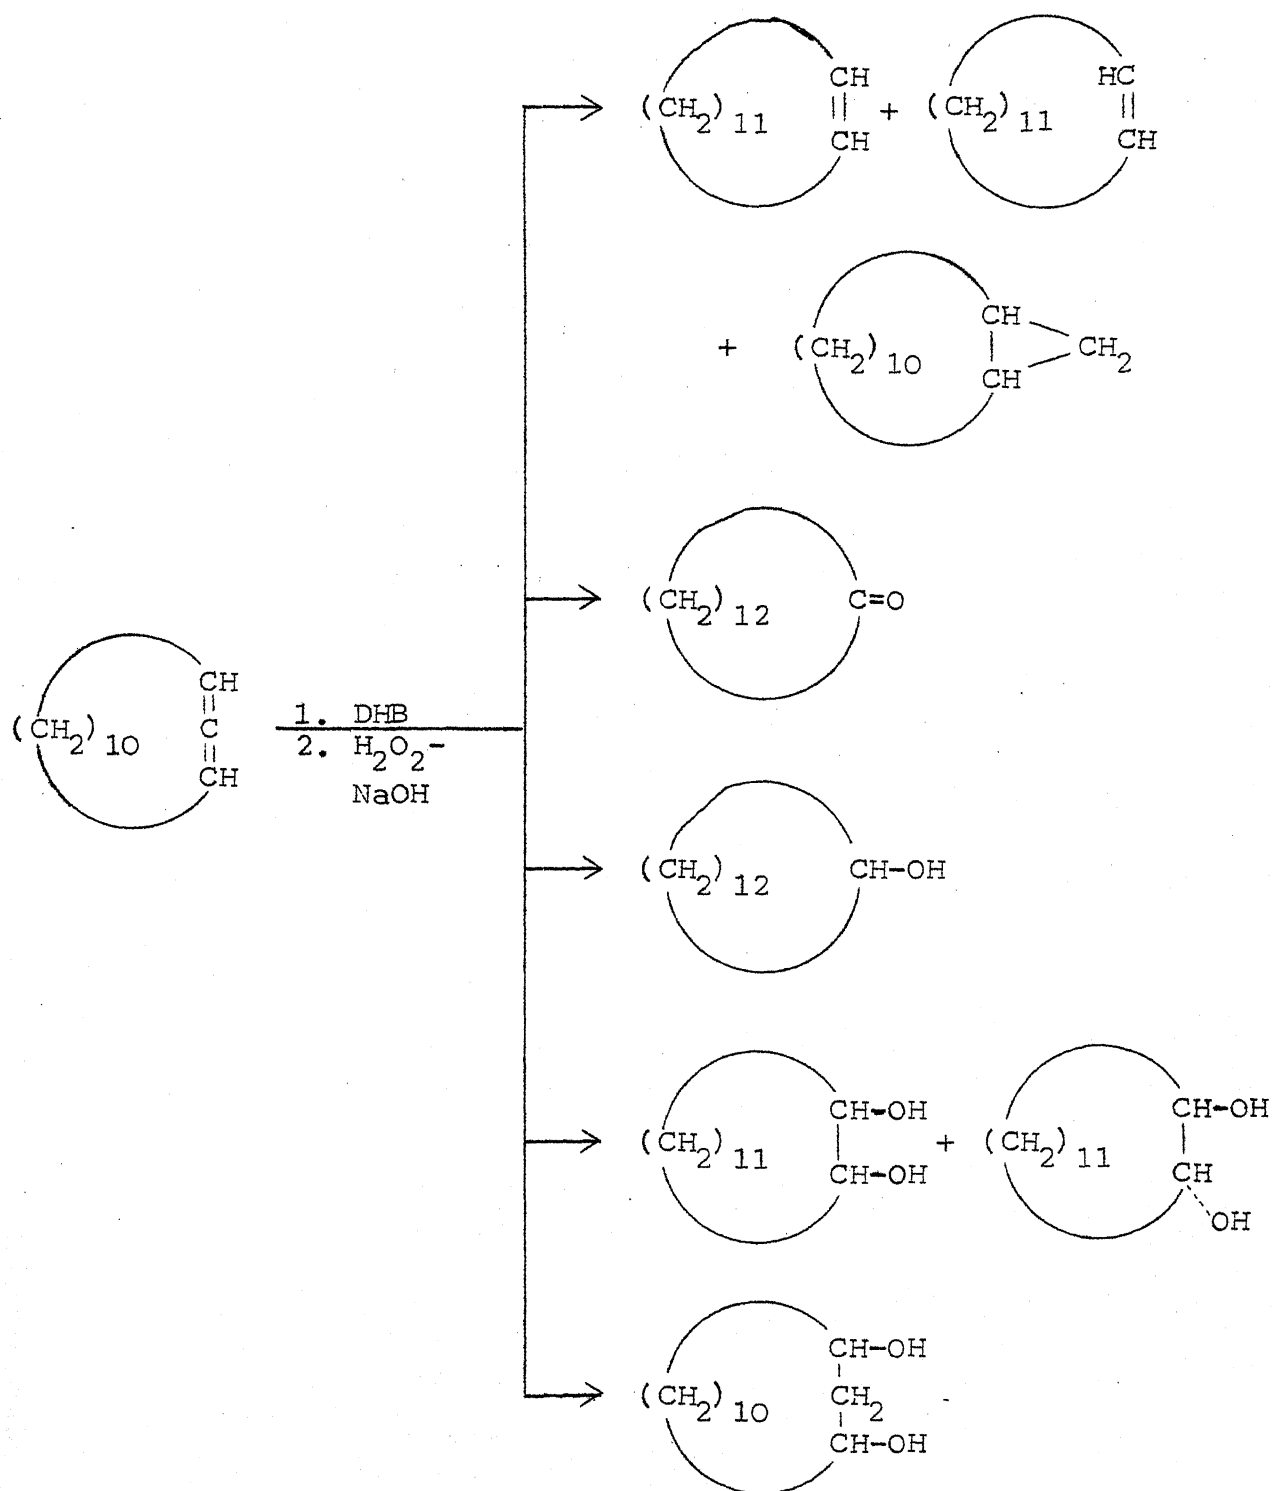 CH CH
(CH2)11 || + (CH2)11 ||
HC CH
+ (CH2)10 CH CH2
CH
(CH2)12 C=O
(CH2)10 CH
C
CH
1. DHB
2. H2O2-
NaOH
(CH2)12 CH-OH
CH-OH CH-OH
(CH2)11 + (CH2)11
CH-OH CH
OH
CH-OH
(CH2)10 CH2
CH-OH